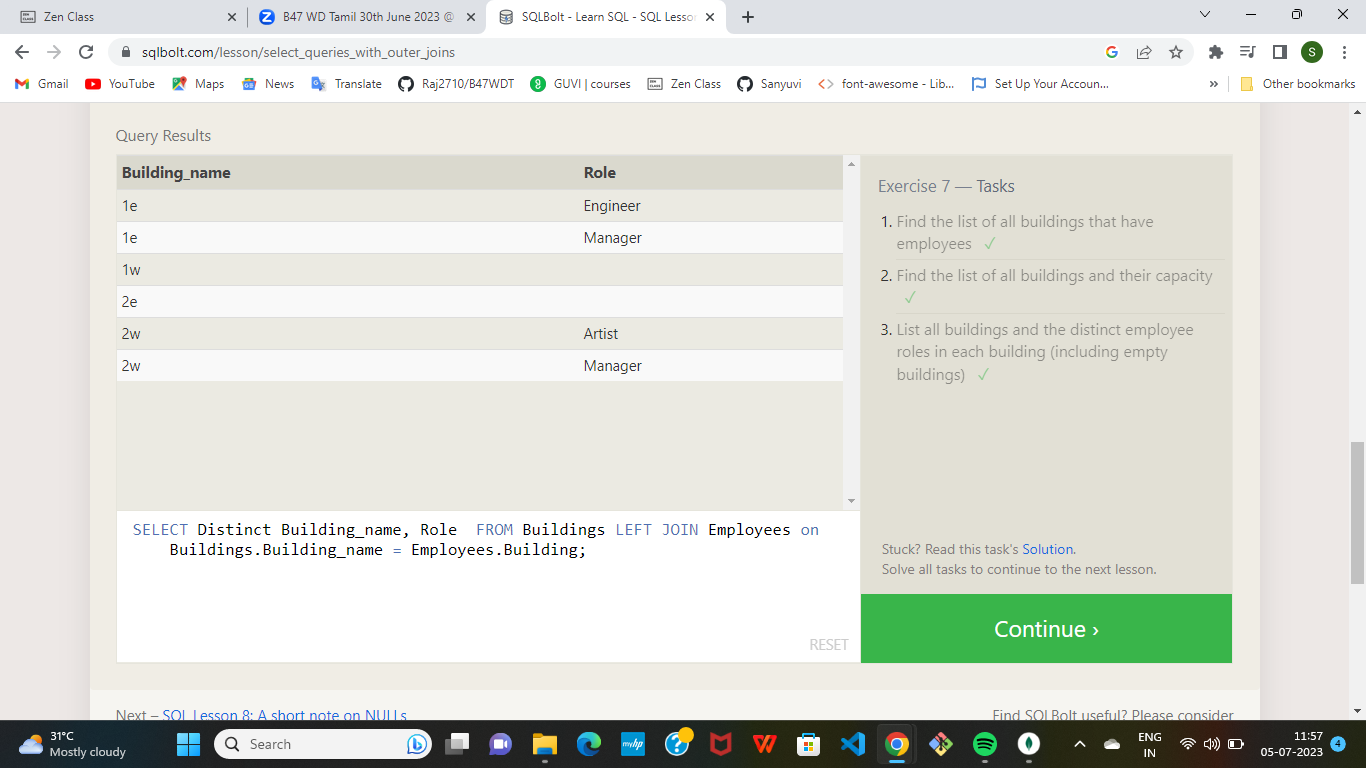 Zen Class
B47 WD Tamil 30th June 2023 @
SQLBolt - Learn SQL - SQL Lesso
sqlbolt.com/lesson/select_queries_with_outer_joins
S
Gmail YouTube Maps News Translate Raj2710/B47WDT GUVI | courses Zen Class Sanyuvi font-awesome - Lib... Set Up Your Accoun... » Other bookmarks
Query Results
Building_name Role
1e Engineer
1e Manager
1w
2e
2w Artist
2w Manager
SELECT Distinct Building_name, Role FROM Buildings LEFT JOIN Employees on
Buildings.Building_name = Employees.Building;
RESET
Exercise 7 — Tasks
1. Find the list of all buildings that have
employees ✓
2. Find the list of all buildings and their capacity
✓
3. List all buildings and the distinct employee
roles in each building (including empty
buildings) ✓
Stuck? Read this task's Solution.
Solve all tasks to continue to the next lesson.
Continue ›
Next – SQL Lesson 8: A short note on NULLs
Find SQLBolt useful? Please consider
31°C
Mostly cloudy
Search
myhp
ENG
IN
11:57
05-07-2023
4